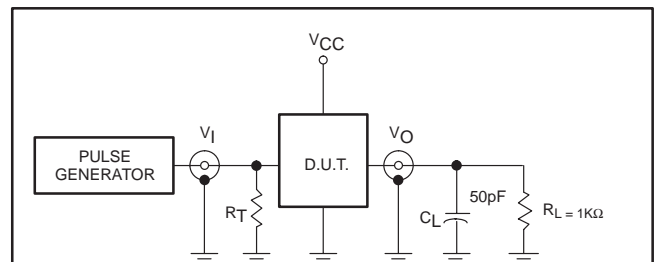 VCC
VI
VO
PULSE
GENERATOR
D.U.T.
RT
50pF
CL
RL = 1KΩ